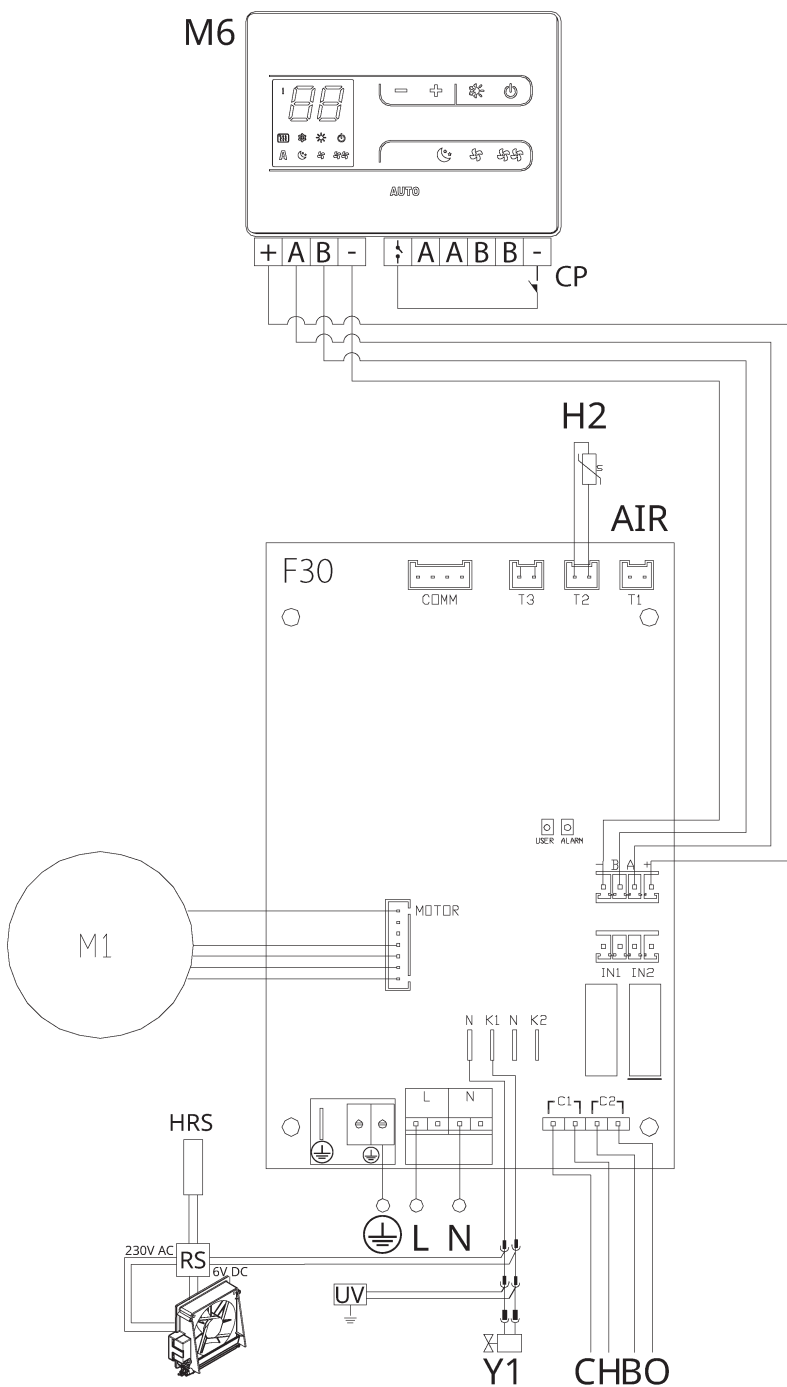 M6
88
A
AUTO
+ A B -
A A B B -
CP
H2
S
AIR
F30
COMM
T3
T2
T1
USER
ALARM
- B A +
MOTOR
M1
IN1 IN2
N K1 N K2
L
N
C1
C2
HRS
L N
230V AC
RS
6V DC
UV
Y1
CHBO